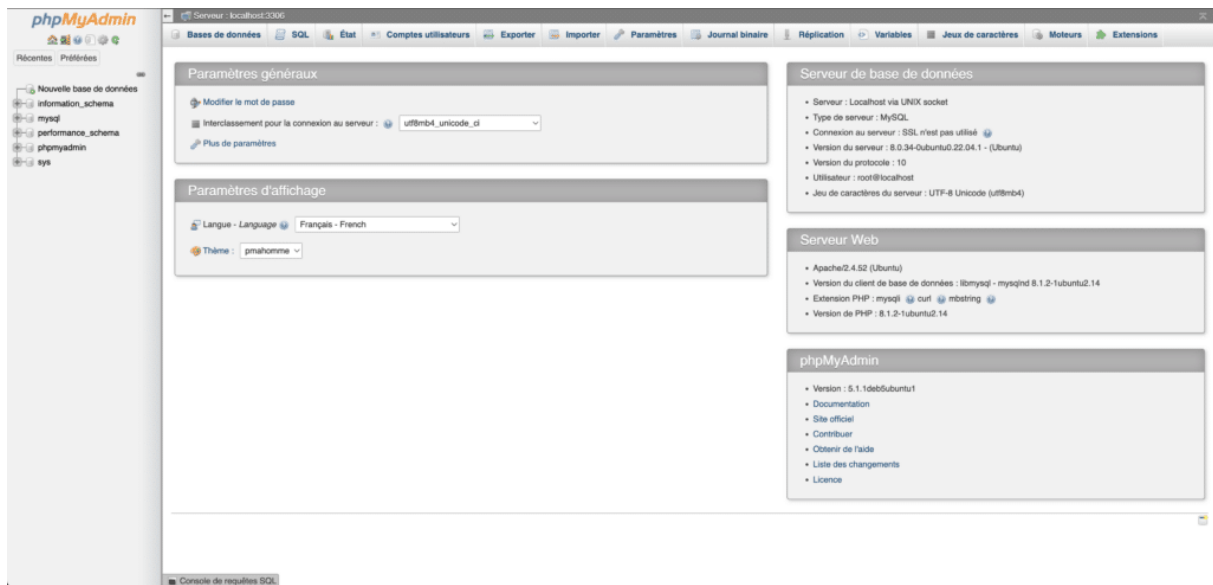 phpMyAdmin
Récentes Préférées
Nouvelle base de données
information_schema
mysql
performance_schema
phpmyadmin
sys
Serveur : localhost:3306
Bases de données SQL État Comptes utilisateurs Exporter Importer Paramètres Journal binaire Réplication Variables Jeux de caractères Moteurs Extensions
Paramètres généraux
Modifier le mot de passe
Interclassement pour la connexion au serveur : utf8mb4_unicode_ci
Plus de paramètres
Paramètres d'affichage
Langue - Language Français - French
Thème : pmahomme
Serveur de base de données
• Serveur : Localhost via UNIX socket
• Type de serveur : MySQL
• Connexion au serveur : SSL n'est pas utilisé
• Version du serveur : 8.0.34-0ubuntu0.22.04.1 - (Ubuntu)
• Version du protocole : 10
• Utilisateur : root@localhost
• Jeu de caractères du serveur : UTF-8 Unicode (utf8mb4)
Serveur Web
• Apache/2.4.52 (Ubuntu)
• Version du client de base de données : libmysql - mysqlnd 8.1.2-1ubuntu2.14
• Extension PHP : mysqli curl mbstring
• Version de PHP : 8.1.2-1ubuntu2.14
phpMyAdmin
• Version : 5.1.1deb5ubuntu1
• Documentation
• Site officiel
• Contribuer
• Obtenir de l'aide
• Liste des changements
• Licence
Console de requêtes SQL